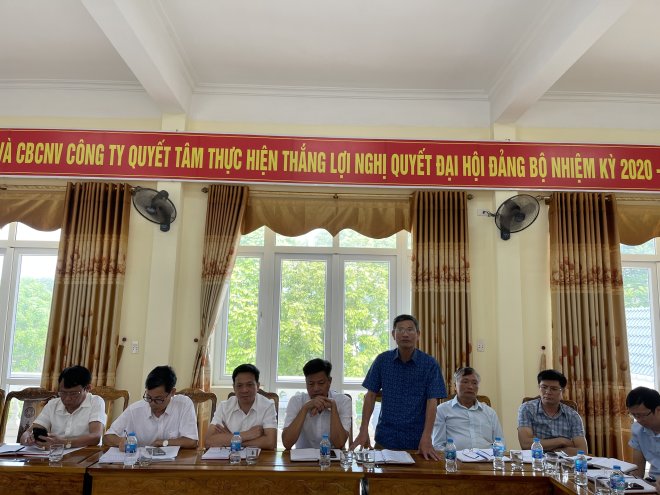 VÀ CBCNV CÔNG TY QUYẾT TÂM THỰC HIỆN THẮNG LỢI NGHỊ QUYẾT ĐẠI HỘI ĐẢNG BỘ NHIỆM KỲ 2020 -